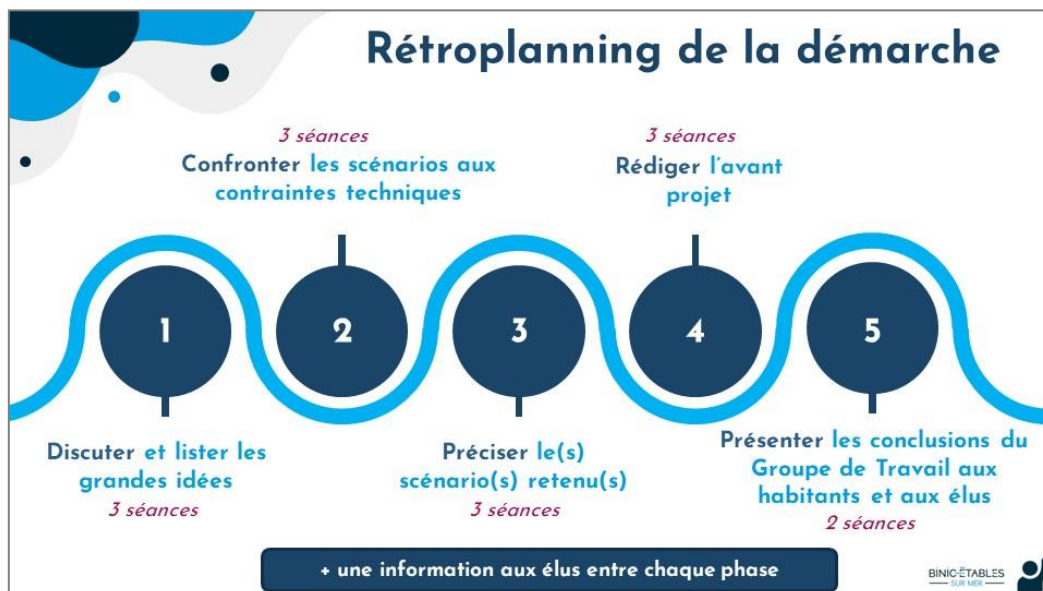 Rétroplanning de la démarche
3 séances
Confronter les scénarios aux
contraintes techniques
3 séances
Rédiger l'avant
projet
1
2
3
4
5
Discuter et lister les
grandes idées
3 séances
Préciser le(s)
scénario(s) retenu(s)
3 séances
Présenter les conclusions du
Groupe de Travail aux
habitants et aux élus
2 séances
+ une information aux élus entre chaque phase
BINIC-ÉTABLES
SUR MER